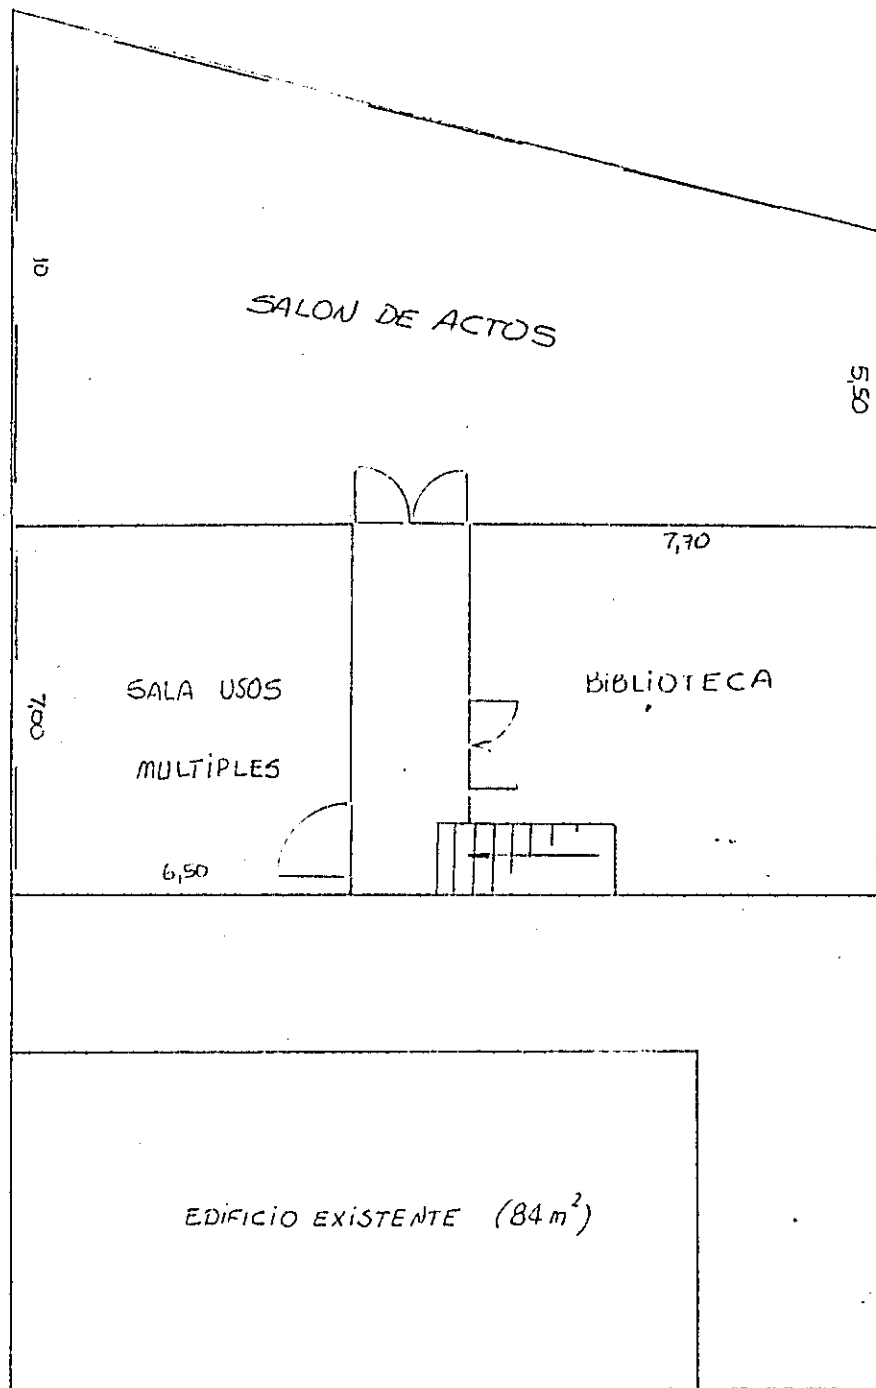 10
SALON DE ACTOS
5,50
7,70
SALA USOS
MULTIPLES
7,00
BIBLIOTECA
6,50
EDIFICIO EXISTENTE (84 m²)